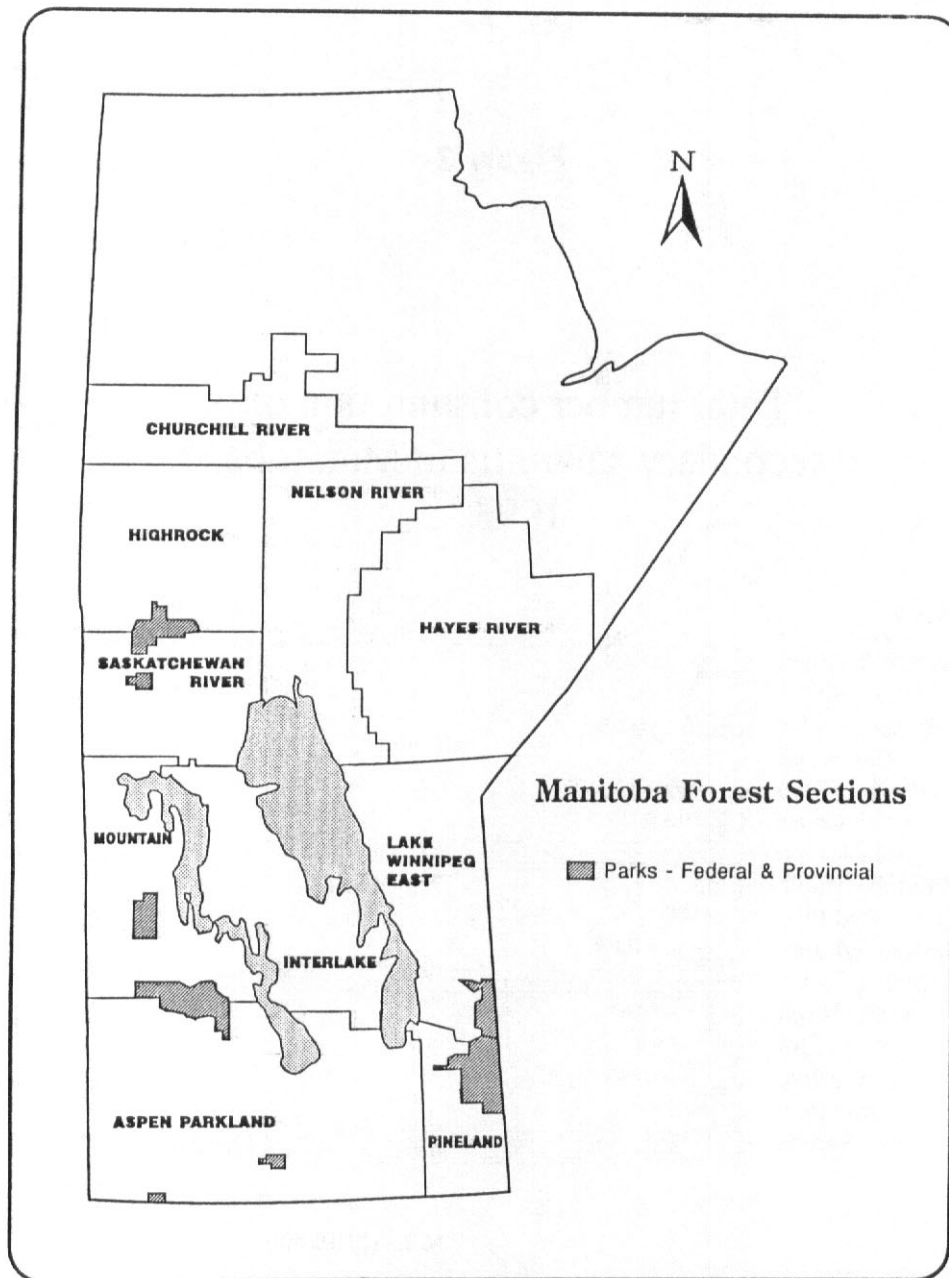 N
CHURCHILL RIVER
NELSON RIVER
HIGHROCK
HAYES RIVER
SASKATCHEWAN
RIVER
Manitoba Forest Sections
MOUNTAIN
LAKE
WINNIPEG
EAST
Parks - Federal & Provincial
INTERLAKE
ASPEN PARKLAND
PINELAND